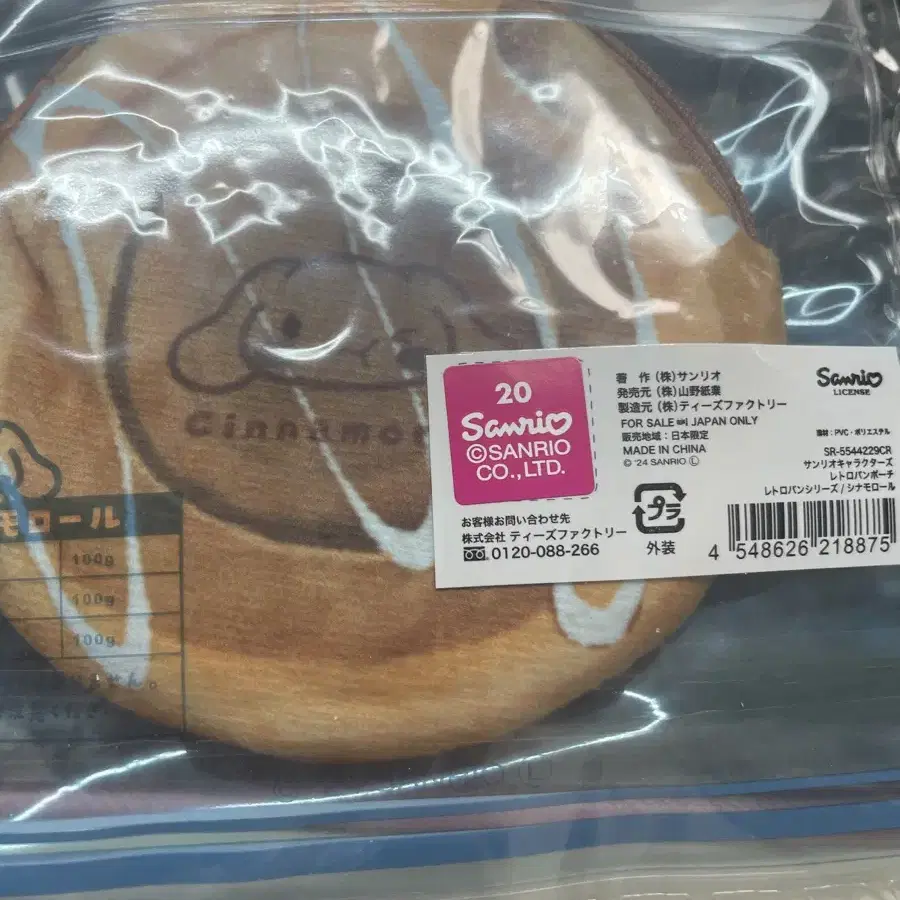 Cinnamo
モロール
100g
100g
100g
せん。
20
Sanrio
©SANRIO
CO.,LTD.
著 作 (株)サンリオ
発売元 (株)山野紙業
製造元 (株)ティーズファクトリー
FOR SALE IN JAPAN ONLY
販売地域:日本限定
MADE IN CHINA
© '24 SANRIO Ⓛ
Sanrio
LICENSE
素材:PVC・ポリエステル
SR-5544229CR
サンリオキャラクターズ
レトロパンポーチ
レトロパンシリーズ/シナモロール
お客様お問い合わせ先
株式会社 ティーズファクトリー
0120-088-266
プラ
外装
4 548626 218875